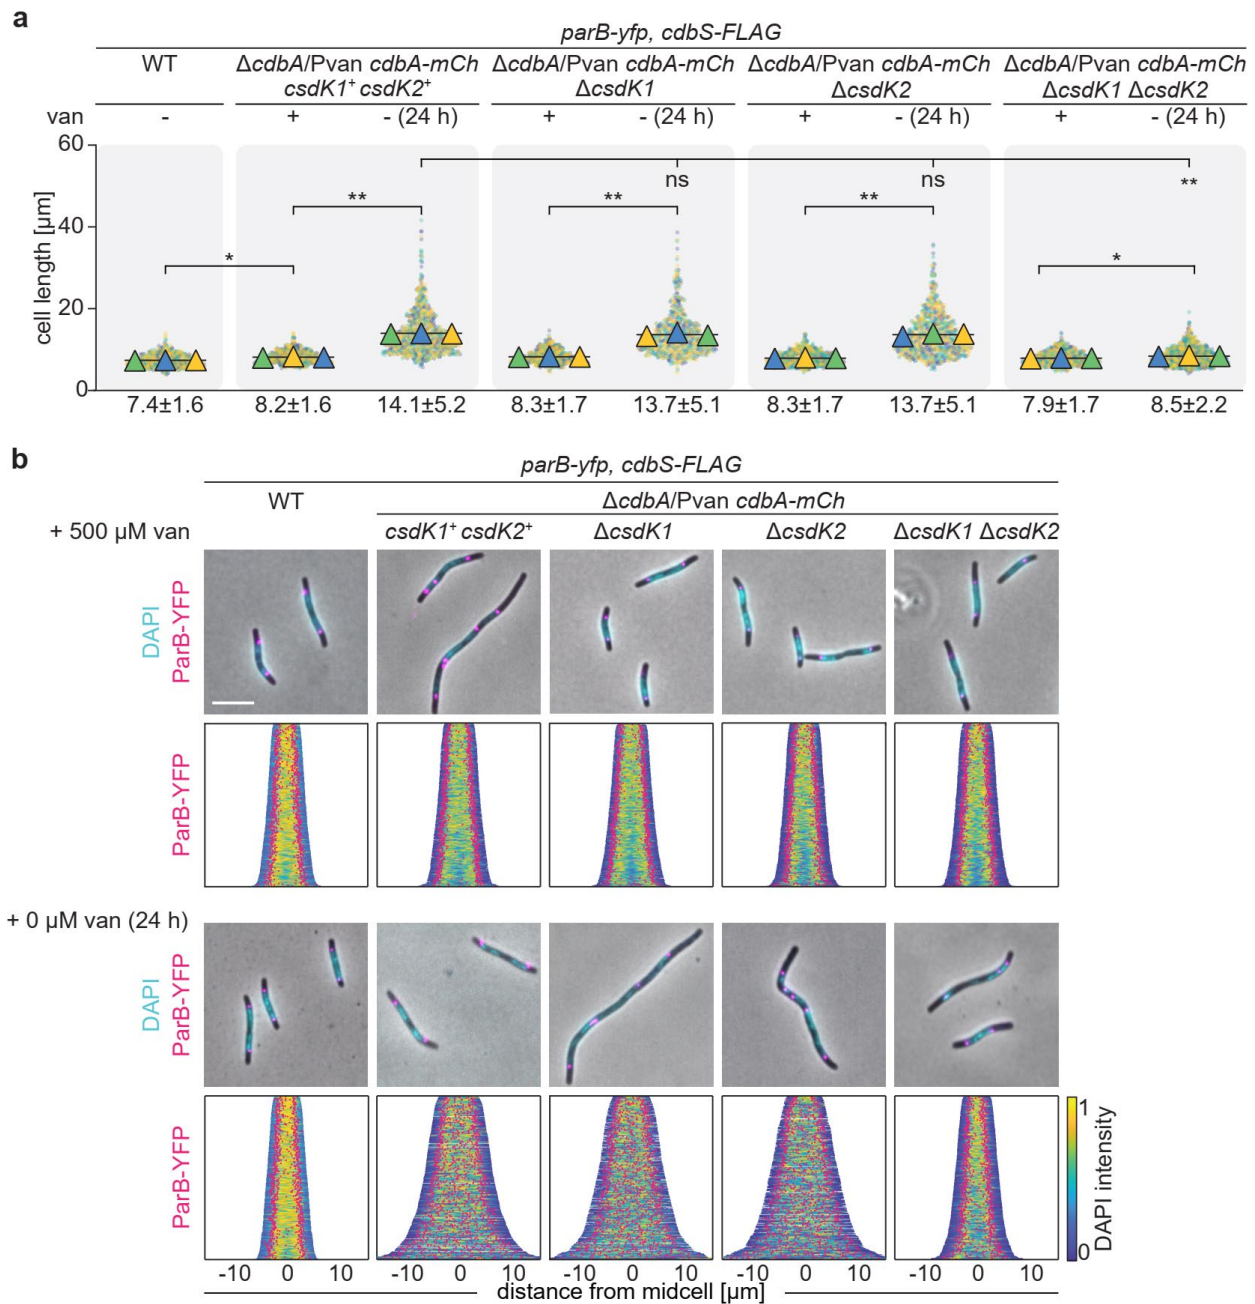 a
parB-yfp, cdbS-FLAG
WT ΔcdbA/Pvan cdbA-mCh ΔcdbA/Pvan cdbA-mCh ΔcdbA/Pvan cdbA-mCh ΔcdbA/Pvan cdbA-mCh
csdK1⁺ csdK2⁺ ΔcsdK1 ΔcsdK2 ΔcsdK1 ΔcsdK2
van - + - (24 h) + - (24 h) + - (24 h) + - (24 h)
60
ns ns **
** ** **
40
* *
20
0
cell length [µm]
7.4±1.6 8.2±1.6 14.1±5.2 8.3±1.7 13.7±5.1 8.3±1.7 13.7±5.1 7.9±1.7 8.5±2.2
b
parB-yfp, cdbS-FLAG
WT ΔcdbA/Pvan cdbA-mCh
+ 500 µM van csdK1⁺ csdK2⁺ ΔcsdK1 ΔcsdK2 ΔcsdK1 ΔcsdK2
DAPI
ParB-YFP
ParB-YFP
+ 0 µM van (24 h)
DAPI
ParB-YFP
ParB-YFP
1
0
DAPI intensity
-10 0 10 -10 0 10 -10 0 10 -10 0 10 -10 0 10
distance from midcell [µm]